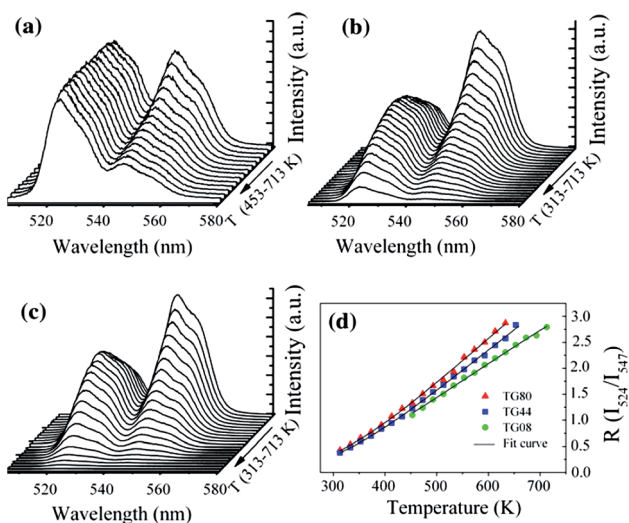 (a)
Intensity (a.u.)
T (453-713 K)
520 540 560 580
Wavelength (nm)
(b)
Intensity (a.u.)
T (313-713 K)
520 540 560 580
Wavelength (nm)
(c)
Intensity (a.u.)
T (313-713 K)
520 540 560 580
Wavelength (nm)
(d)
3.0
2.5
2.0
1.5
1.0
0.5
0.0
R (I524/I547)
TG80
TG44
TG08
Fit curve
300 400 500 600 700
Temperature (K)